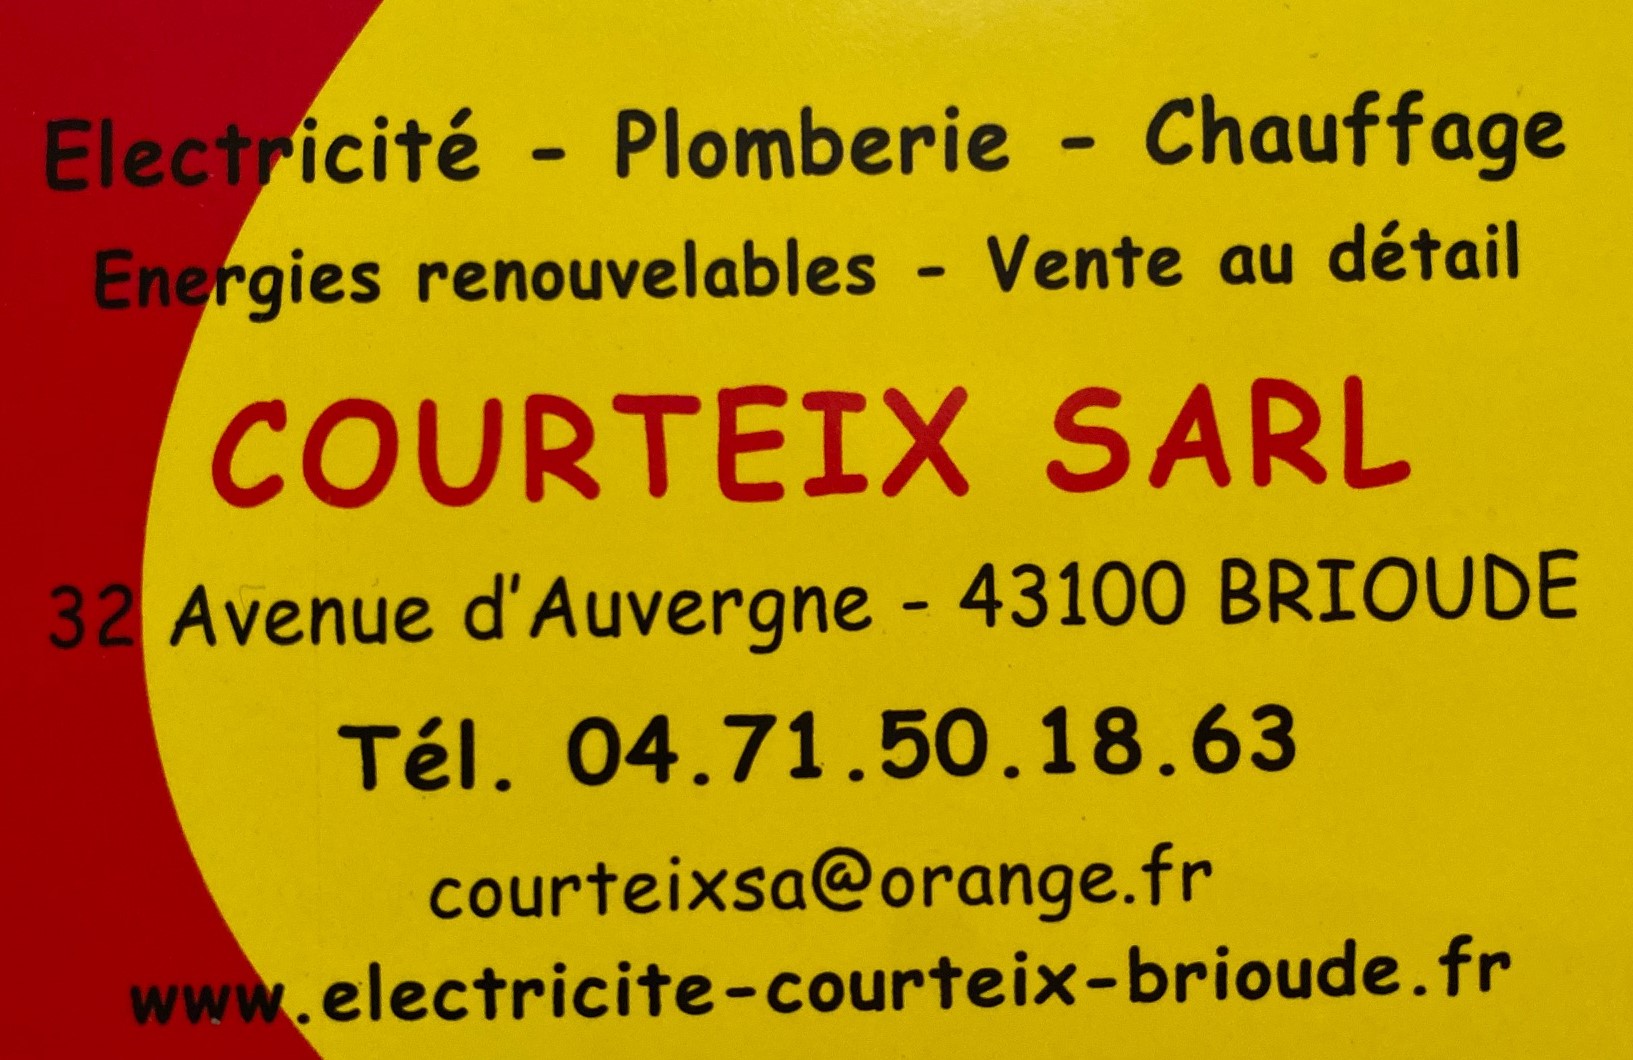 Electricité - Plomberie - Chauffage
Energies renouvelables - Vente au détail
COURTEIX SARL
32 Avenue d'Auvergne - 43100 BRIOUDE
Tél. 04.71.50.18.63
courteixsa@orange.fr
www.electricite-courteix-brioude.fr